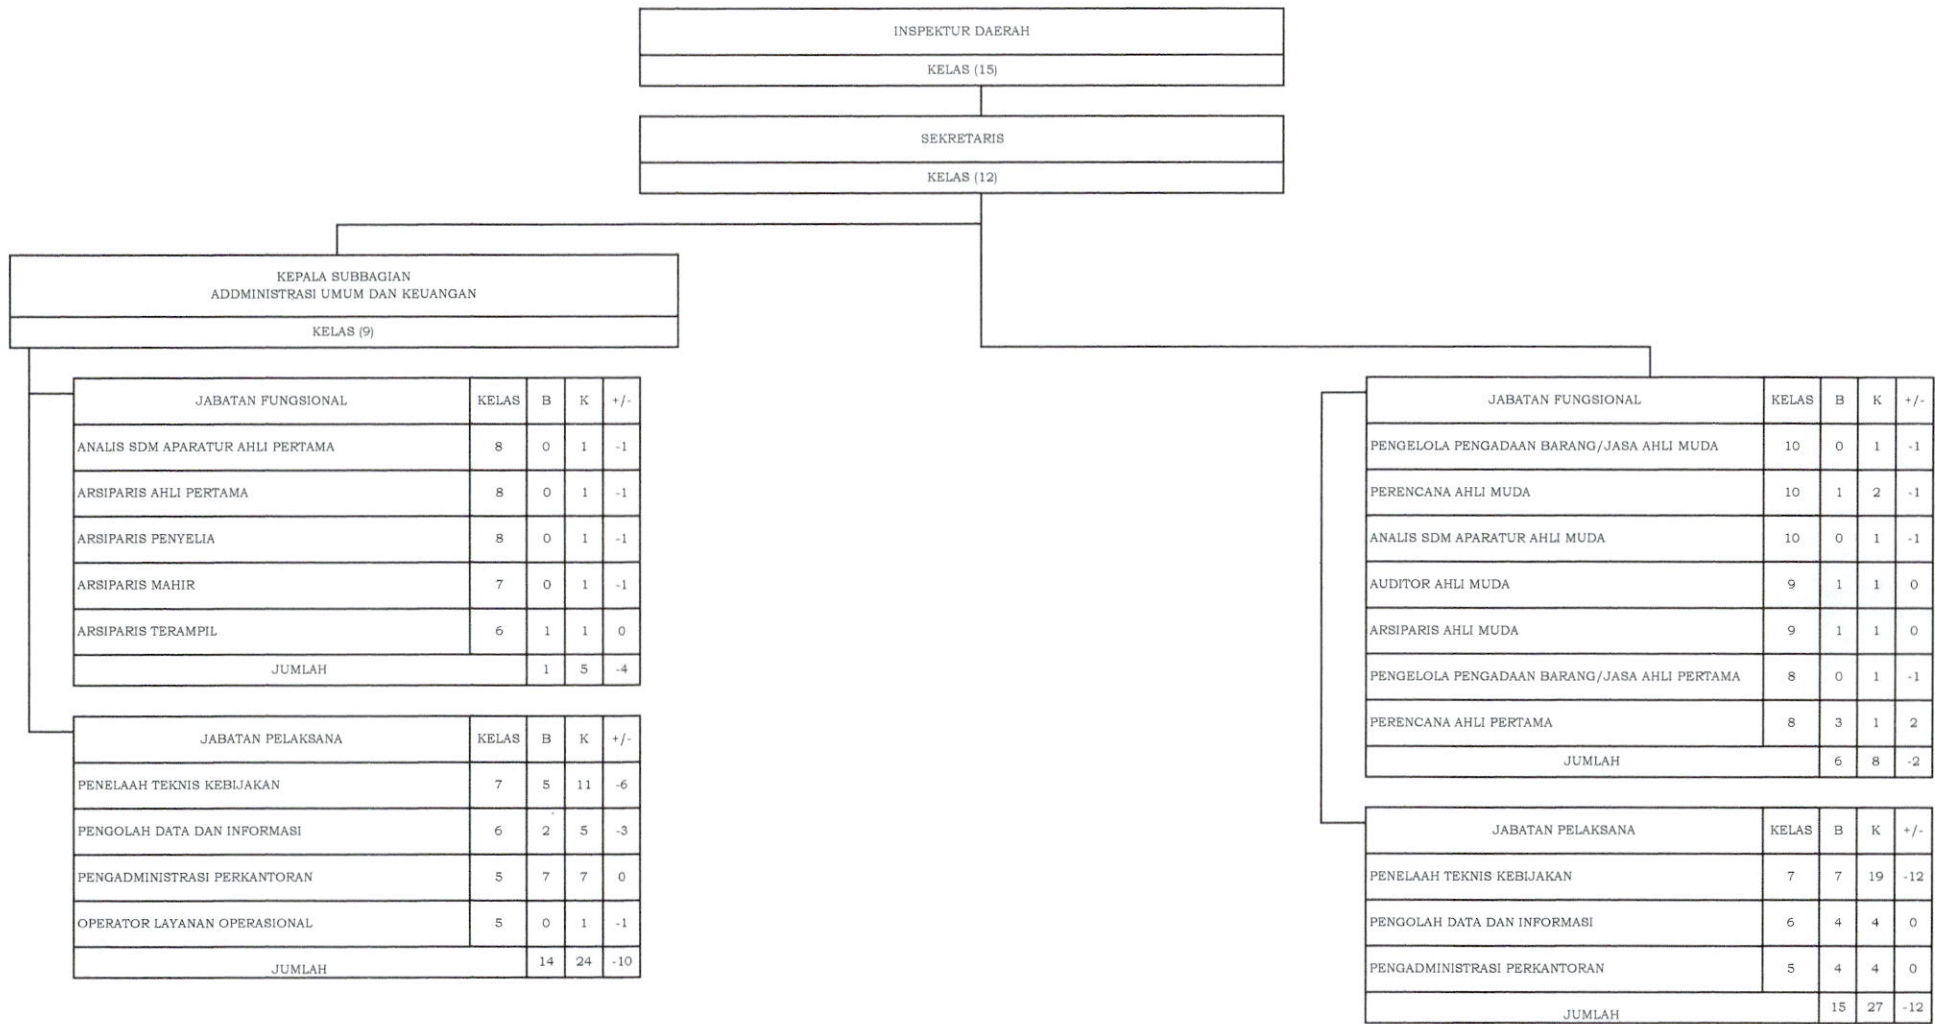 INSPEKTUR DAERAH
KELAS (15)
SEKRETARIS
KELAS (12)
KEPALA SUBBAGIAN
ADDMINISTRASI UMUM DAN KEUANGAN
KELAS (9)
JABATAN FUNGSIONAL KELAS B K +/-
ANALIS SDM APARATUR AHLI PERTAMA 8 0 1 -1
ARSIPARIS AHLI PERTAMA 8 0 1 -1
ARSIPARIS PENYELIA 8 0 1 -1
ARSIPARIS MAHIR 7 0 1 -1
ARSIPARIS TERAMPIL 6 1 1 0
JUMLAH 1 5 -4
JABATAN PELAKSANA KELAS B K +/-
PENELAAH TEKNIS KEBIJAKAN 7 5 11 -6
PENGOLAH DATA DAN INFORMASI 6 2 5 -3
PENGADMINISTRASI PERKANTORAN 5 7 7 0
OPERATOR LAYANAN OPERASIONAL 5 0 1 -1
JUMLAH 14 24 -10
JABATAN FUNGSIONAL KELAS B K +/-
PENGELOLA PENGADAAN BARANG/JASA AHLI MUDA 10 0 1 -1
PERENCANA AHLI MUDA 10 1 2 -1
ANALIS SDM APARATUR AHLI MUDA 10 0 1 -1
AUDITOR AHLI MUDA 9 1 1 0
ARSIPARIS AHLI MUDA 9 1 1 0
PENGELOLA PENGADAAN BARANG/JASA AHLI PERTAMA 8 0 1 -1
PERENCANA AHLI PERTAMA 8 3 1 2
JUMLAH 6 8 -2
JABATAN PELAKSANA KELAS B K +/-
PENELAAH TEKNIS KEBIJAKAN 7 7 19 -12
PENGOLAH DATA DAN INFORMASI 6 4 4 0
PENGADMINISTRASI PERKANTORAN 5 4 4 0
JUMLAH 15 27 -12